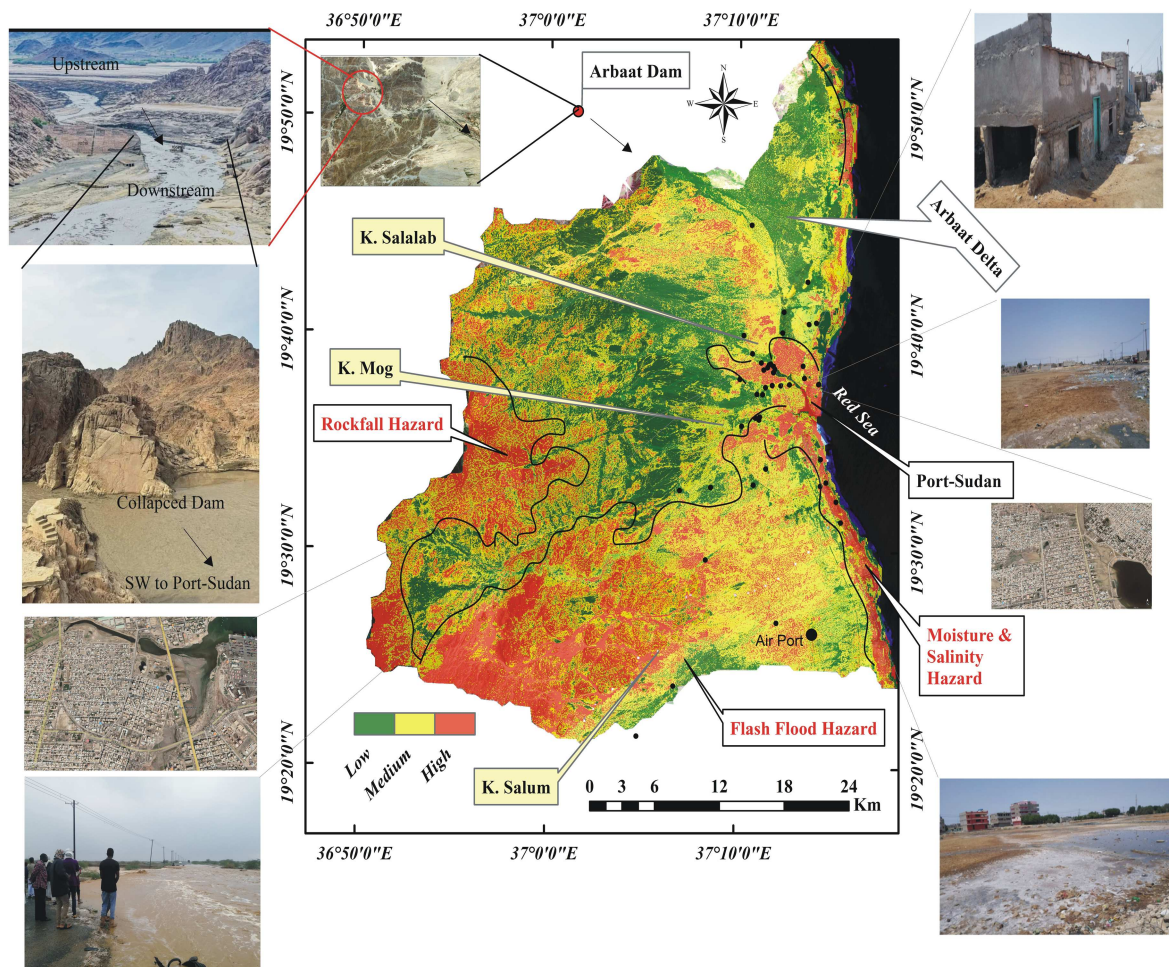 36°50'0"E
37°0'0"E
37°10'0"E
Upstream
Downstream
Arbaat Dam
N
W
E
S
19°50'0"N
19°50'0"N
K. Salalab
Arbaat Delta
19°40'0"N
19°40'0"N
K. Mog
Rockfall Hazard
Red Sea
Port-Sudan
Collapced Dam
SW to Port-Sudan
19°30'0"N
19°30'0"N
Air Port
Moisture &
Salinity
Hazard
Flash Flood Hazard
Low
Medium
High
K. Salum
19°20'0"N
19°20'0"N
0 3 6 12 18 24
Km
36°50'0"E
37°0'0"E
37°10'0"E